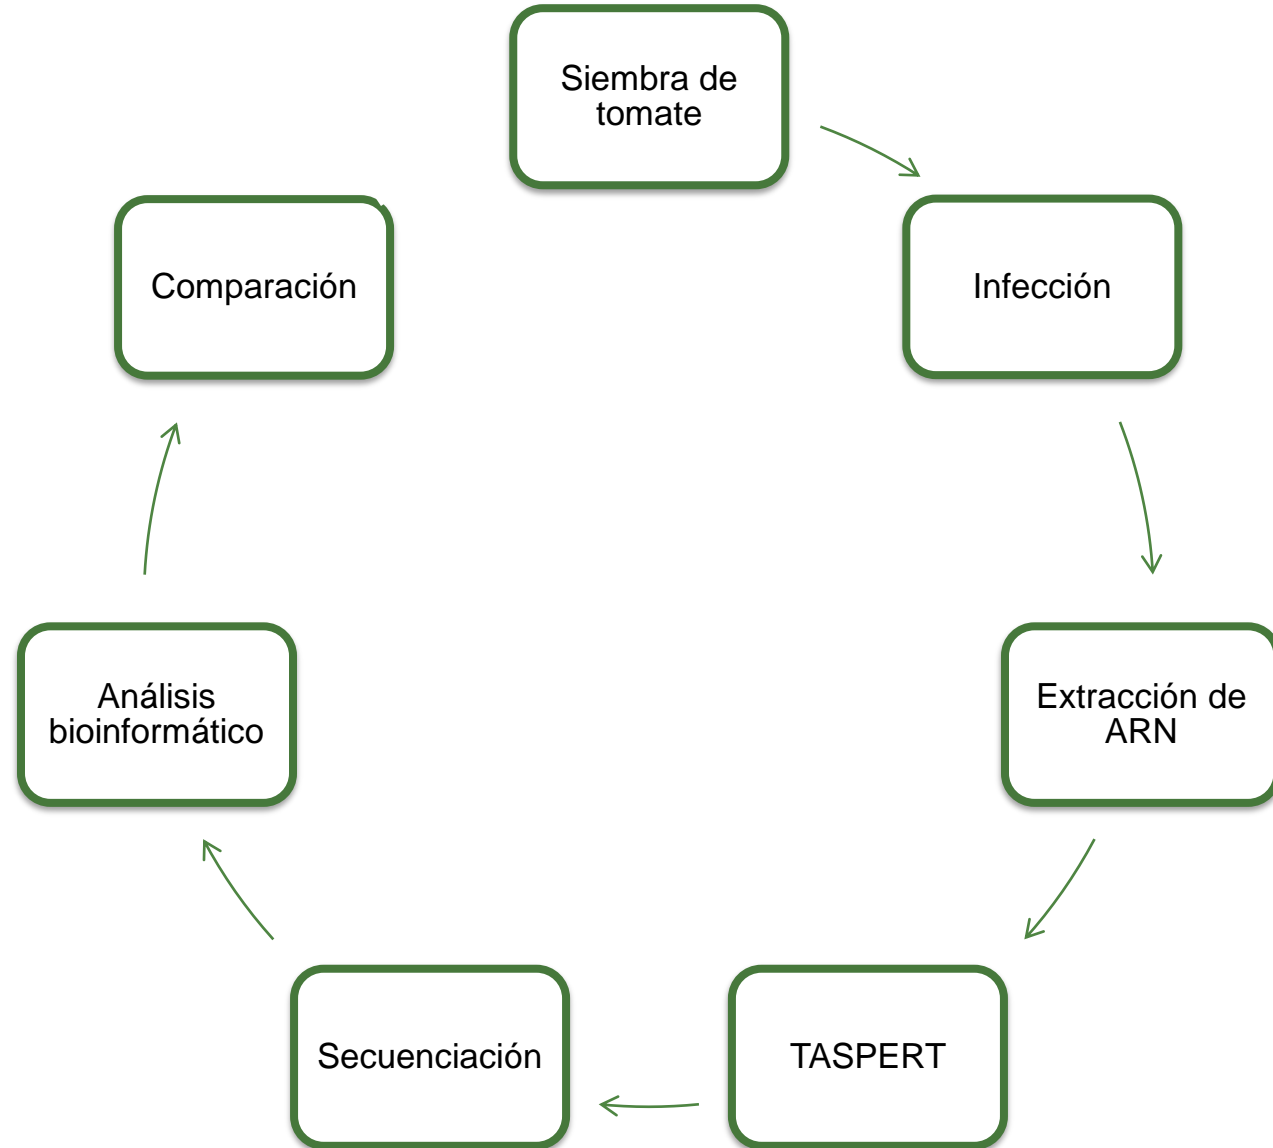 Siembra de
tomate
Infección
Extracción de
ARN
TASPERT
Secuenciación
Análisis
bioinformático
Comparación